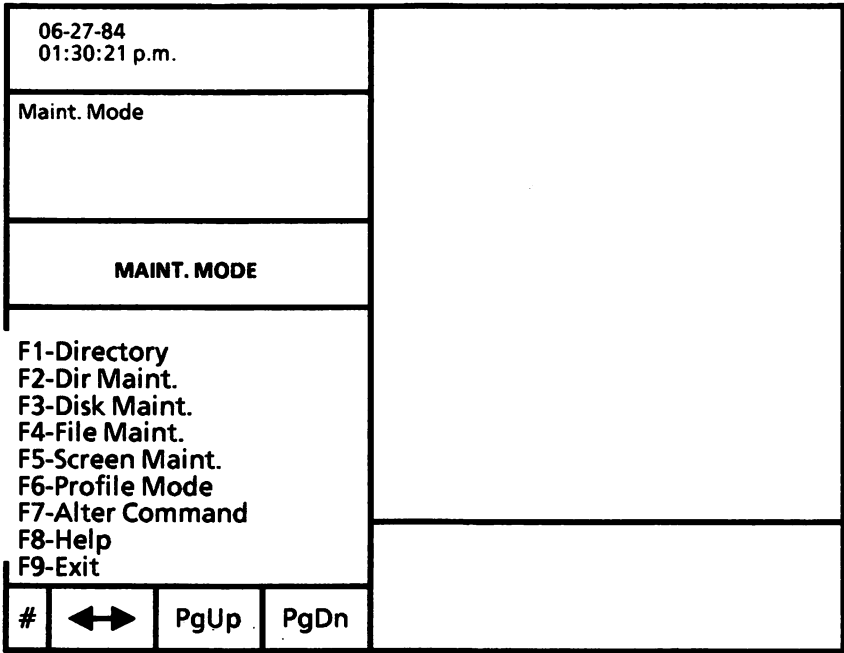 06-27-84
01:30:21 p.m.
Maint. Mode
MAINT. MODE
F1-Directory
F2-Dir Maint.
F3-Disk Maint.
F4-File Maint.
F5-Screen Maint.
F6-Profile Mode
F7-Alter Command
F8-Help
F9-Exit
# PgUp PgDn